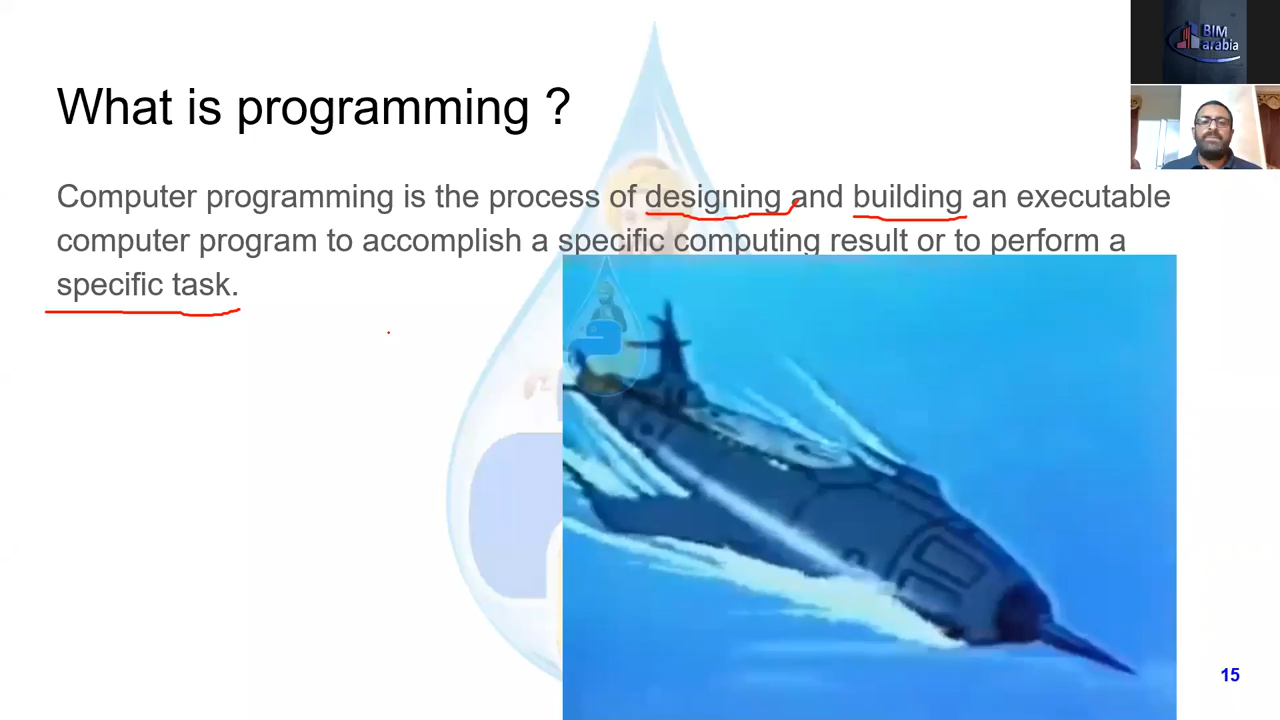 What is programming ?
BIM
arabia
Computer programming is the process of designing and building an executable
computer program to accomplish a specific computing result or to perform a
specific task.
15